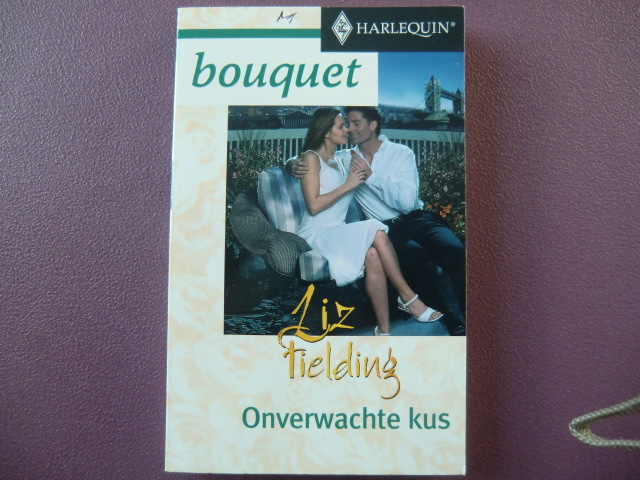 M
HARLEQUIN®
bouquet
Liz
Fielding
Onverwachte kus